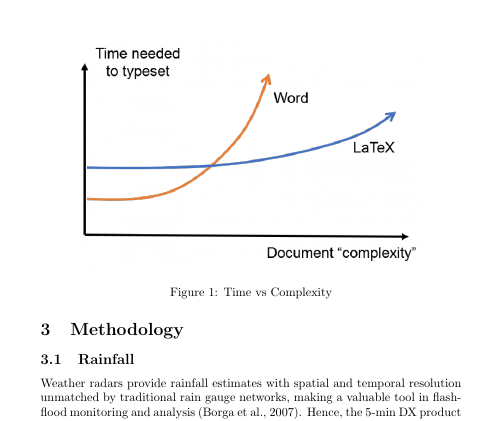 Time needed
to typeset
Word
LaTeX
Document “complexity”
Figure 1: Time vs Complexity
3 Methodology
3.1 Rainfall
Weather radars provide rainfall estimates with spatial and temporal resolution
unmatched by traditional rain gauge networks, making a valuable tool in flash-
flood monitoring and analysis (Borga et al., 2007). Hence, the 5-min DX product